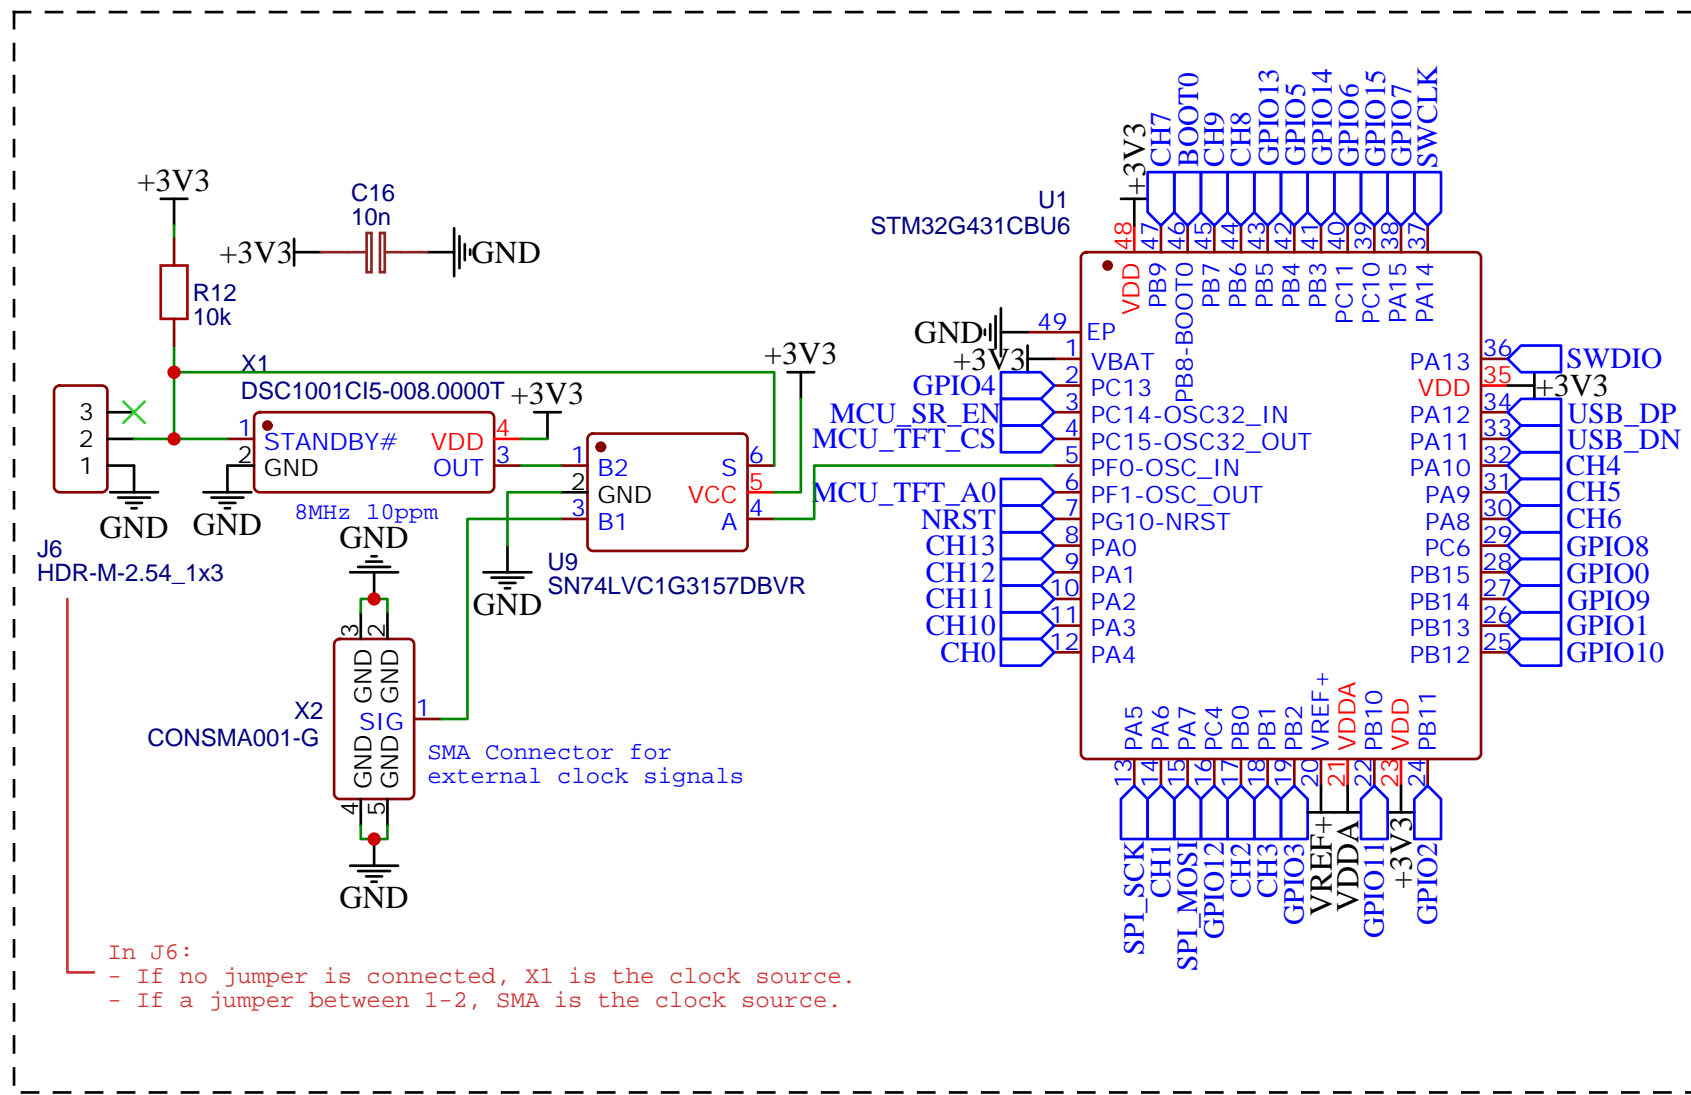 +3V3
C16
10n
+3V3
GND
R12
10k
X1
DSC1001CI5-008.0000T
+3V3
+3V3
3
2
1
1
STANDBY#
2
GND
VDD
4
OUT
3
8MHz 10ppm
GND
GND
J6
HDR-M-2.54_1x3
1
B2
2
GND
3
B1
S
6
VCC
5
A
4
U9
SN74LVC1G3157DBVR
GND
GND
3
2
GND
GND
SIG
1
GND
GND
4
5
X2
CONSMA001-G
SMA Connector for
external clock signals
GND
In J6:
- If no jumper is connected, X1 is the clock source.
- If a jumper between 1-2, SMA is the clock source.
U1
STM32G431CBU6
+3V3
CH7
BOOT0
CH9
CH8
GPIO13
GPIO5
GPIO14
GPIO6
GPIO15
GPIO7
SWCLK
48
47
46
45
44
43
42
41
40
39
38
37
VDD
PB9
PB8-BOOT0
PB7
PB6
PB5
PB4
PB3
PC11
PC10
PA15
PA14
GND
49
EP
+3V3
1
VBAT
GPIO4
2
PC13
MCU_SR_EN
3
PC14-OSC32_IN
MCU_TFT_CS
4
PC15-OSC32_OUT
5
PF0-OSC_IN
MCU_TFT_A0
6
PF1-OSC_OUT
NRST
7
PG10-NRST
CH13
8
PA0
CH12
9
PA1
CH11
10
PA2
CH10
11
PA3
CH0
12
PA4
PA13
36
SWDIO
VDD
35
+3V3
PA12
34
USB_DP
PA11
33
USB_DN
PA10
32
CH4
PA9
31
CH5
PA8
30
CH6
PC6
29
GPIO8
PB15
28
GPIO0
PB14
27
GPIO9
PB13
26
GPIO1
PB12
25
GPIO10
PA5
PA6
PA7
PC4
PB0
PB1
PB2
VREF+
VDDA
PB10
VDD
PB11
13
14
15
16
17
18
19
20
21
22
23
24
SPI_SCK
CH1
SPI_MOSI
GPIO12
CH2
CH3
GPIO3
VREF+
VDDA
GPIO11
+3V3
GPIO2